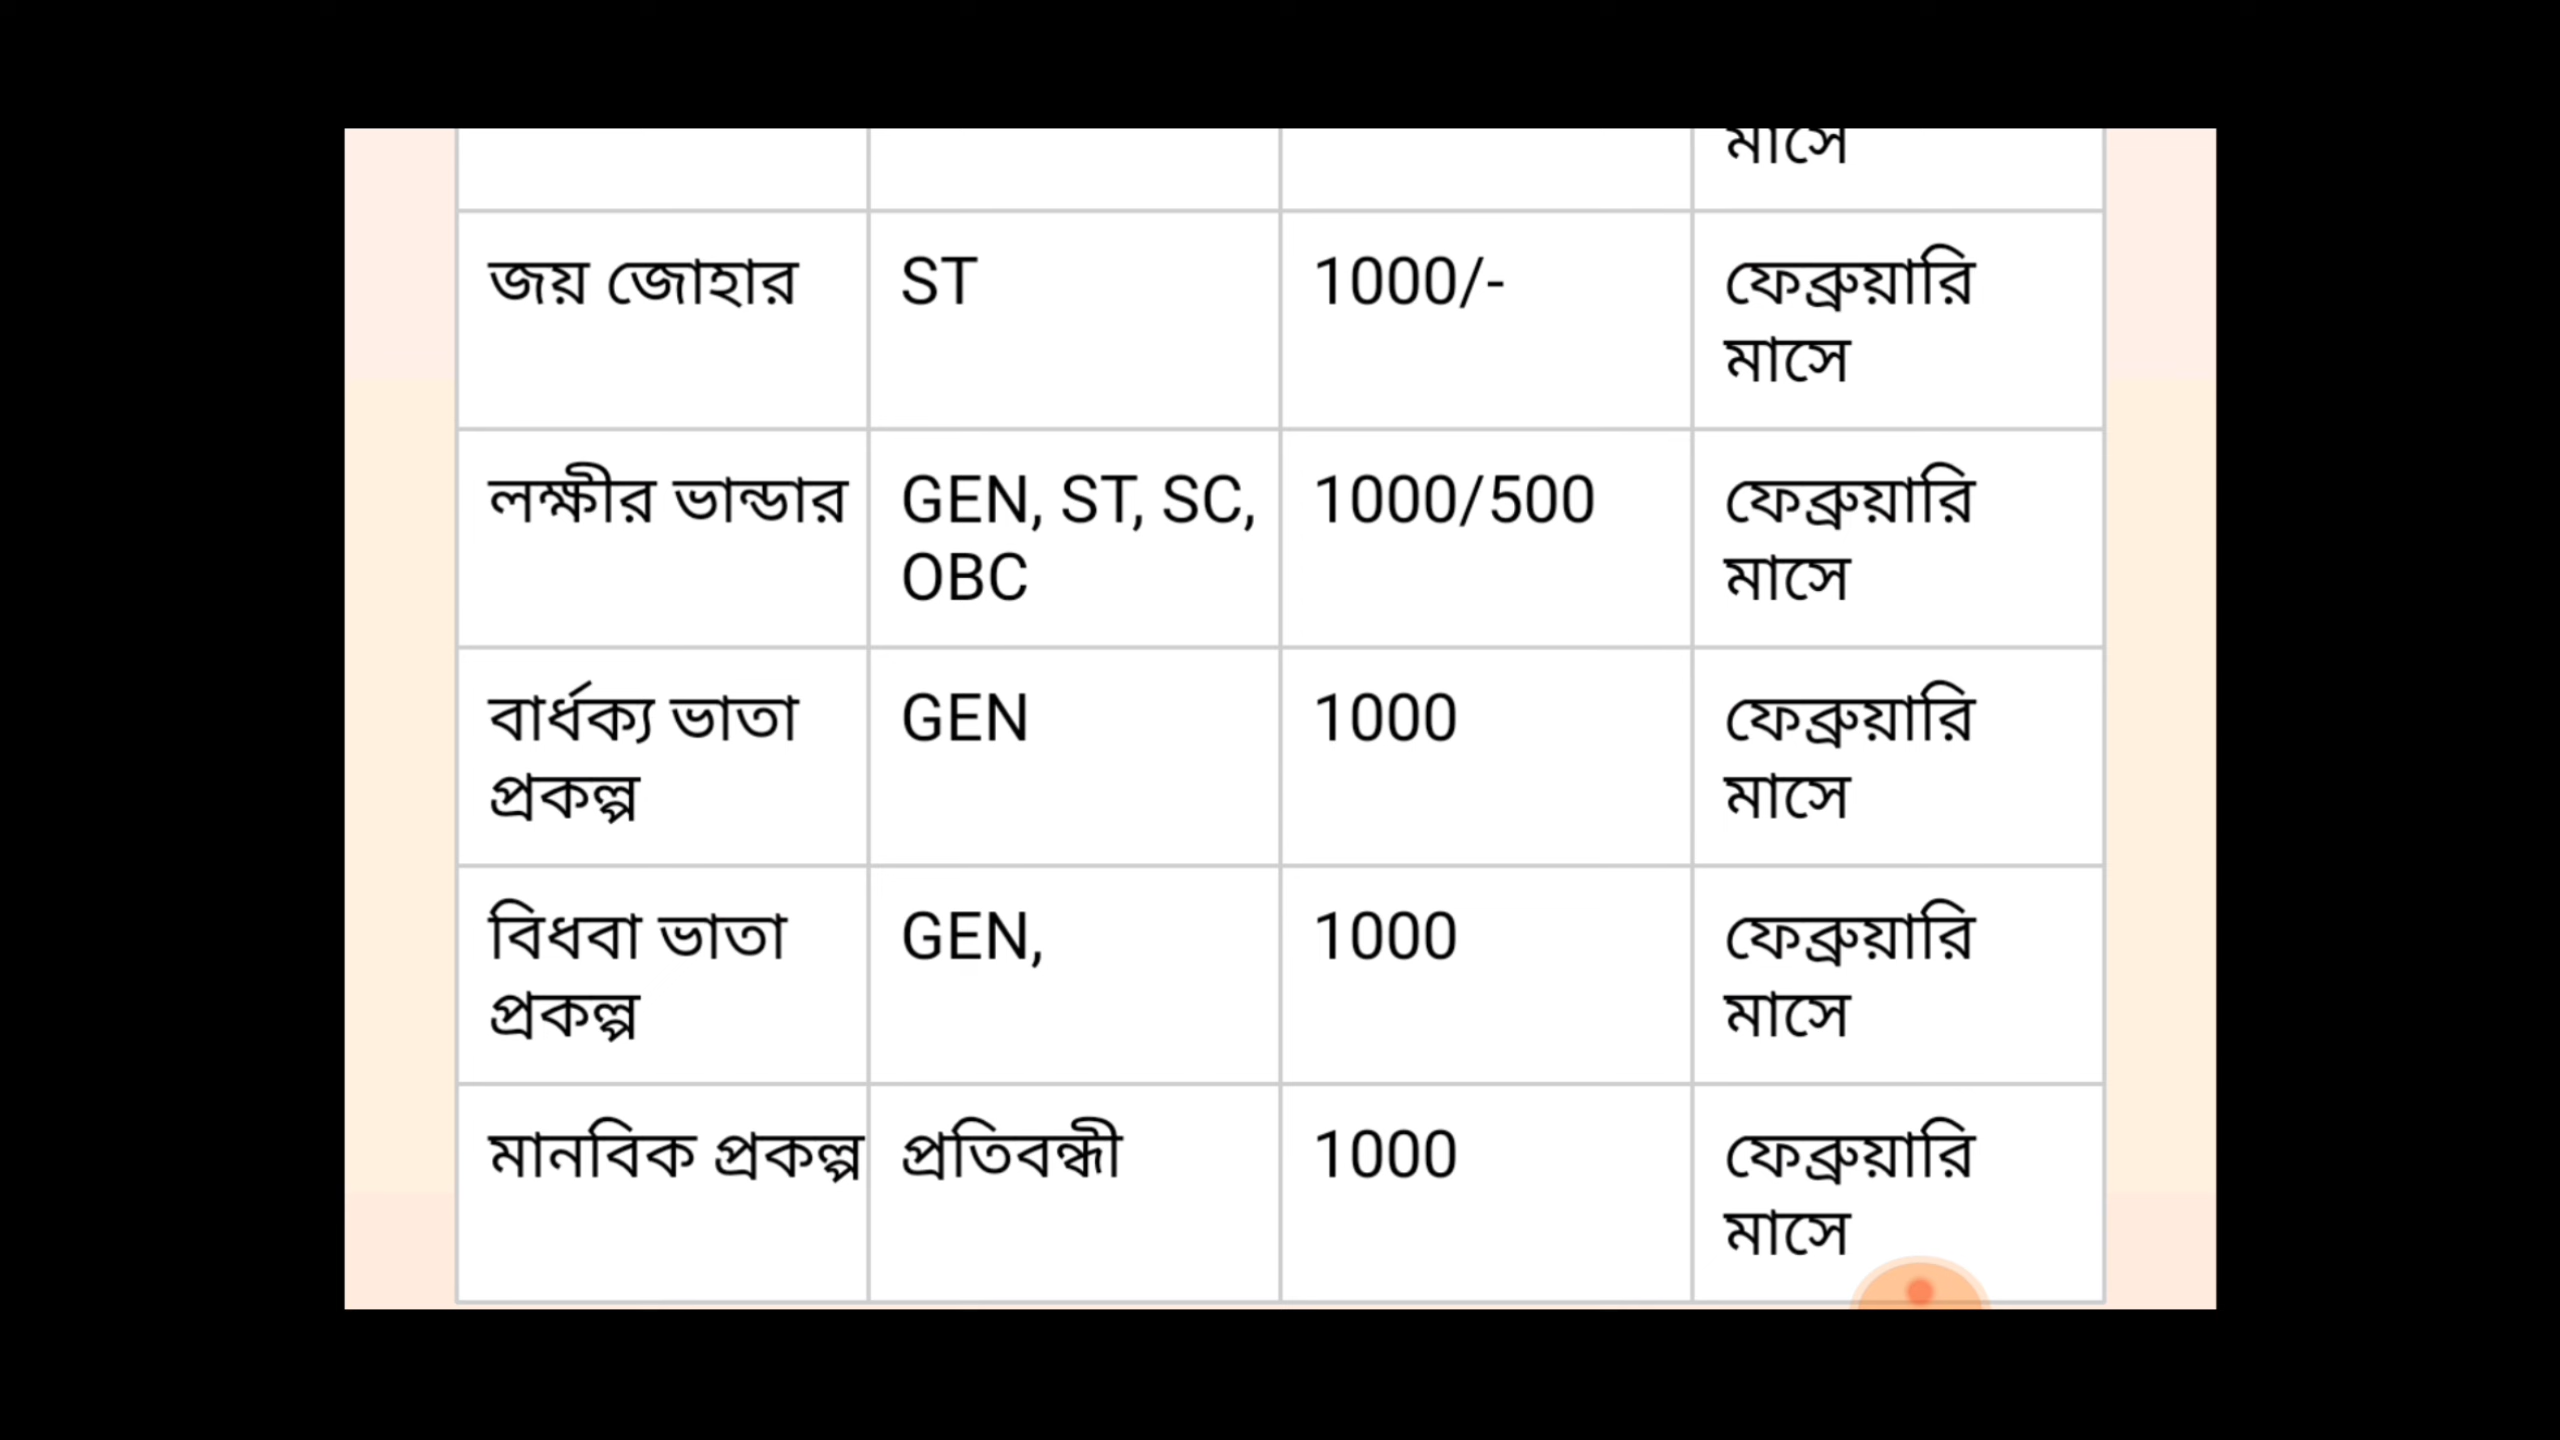 মাসে
জয় জোহার ST 1000/- ফেব্রুয়ারি
মাসে
লক্ষীর ভান্ডার GEN, ST, SC, 1000/500 ফেব্রুয়ারি
OBC মাসে
বার্ধক্য ভাতা GEN 1000 ফেব্রুয়ারি
প্রকল্প মাসে
বিধবা ভাতা GEN, 1000 ফেব্রুয়ারি
প্রকল্প মাসে
মানবিক প্রকল্প প্রতিবন্ধী 1000 ফেব্রুয়ারি
মাসে